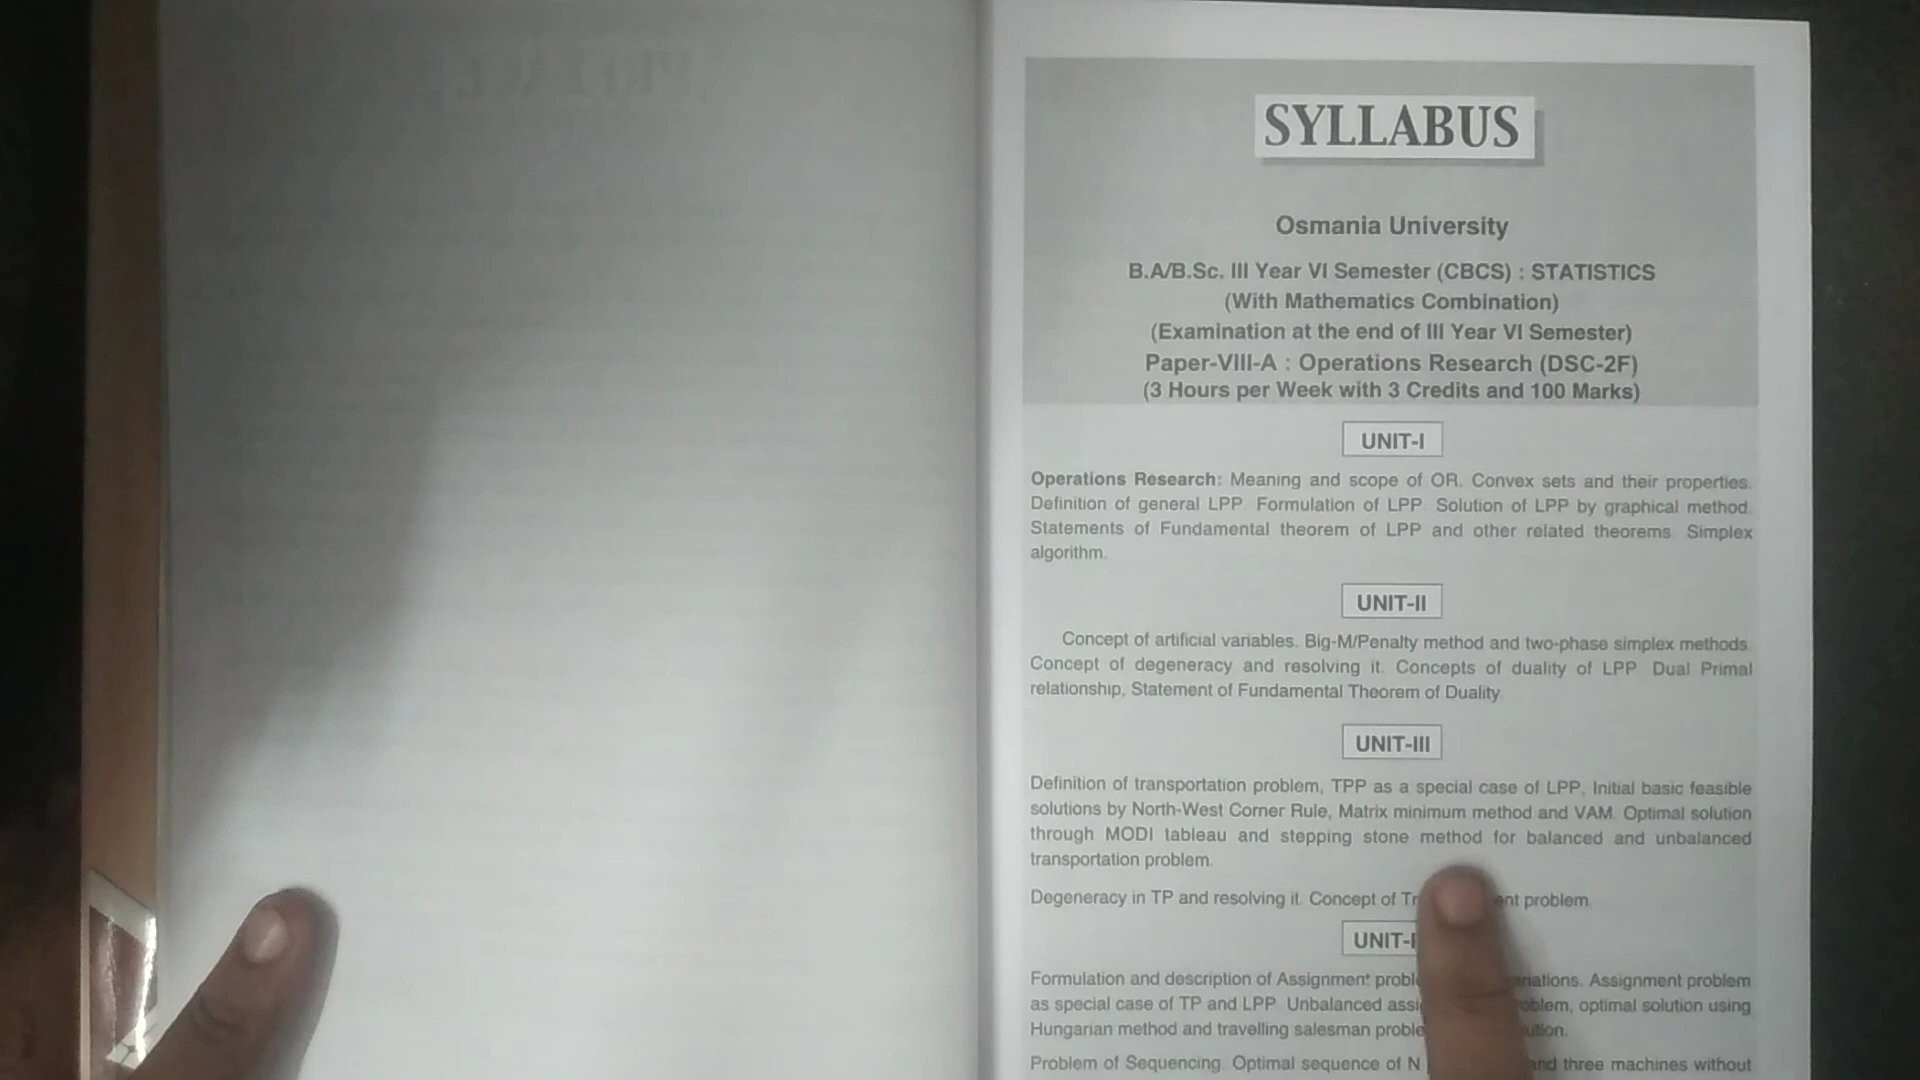 SYLLABUS
Osmania University
B.A/B.Sc. III Year VI Semester (CBCS) : STATISTICS
(With Mathematics Combination)
(Examination at the end of III Year VI Semester)
Paper-VIII-A : Operations Research (DSC-2F)
(3 Hours per Week with 3 Credits and 100 Marks)
UNIT-I
Operations Research: Meaning and scope of OR. Convex sets and their properties.
Definition of general LPP. Formulation of LPP. Solution of LPP by graphical method.
Statements of Fundamental theorem of LPP and other related theorems. Simplex
algorithm.
UNIT-II
Concept of artificial variables. Big-M/Penalty method and two-phase simplex methods.
Concept of degeneracy and resolving it. Concepts of duality of LPP. Dual Primal
relationship, Statement of Fundamental Theorem of Duality.
UNIT-III
Definition of transportation problem, TPP as a special case of LPP, Initial basic feasible
solutions by North-West Corner Rule, Matrix minimum method and VAM. Optimal solution
through MODI tableau and stepping stone method for balanced and unbalanced
transportation problem.
Degeneracy in TP and resolving it. Concept of problem.
Formulation and description of Assignment Assignment problem
as special case of TP and LPP. Unbalanced optimal solution using
Hungarian method and travelling salesman
Problem of Sequencing. Optimal sequence of N and three machines without